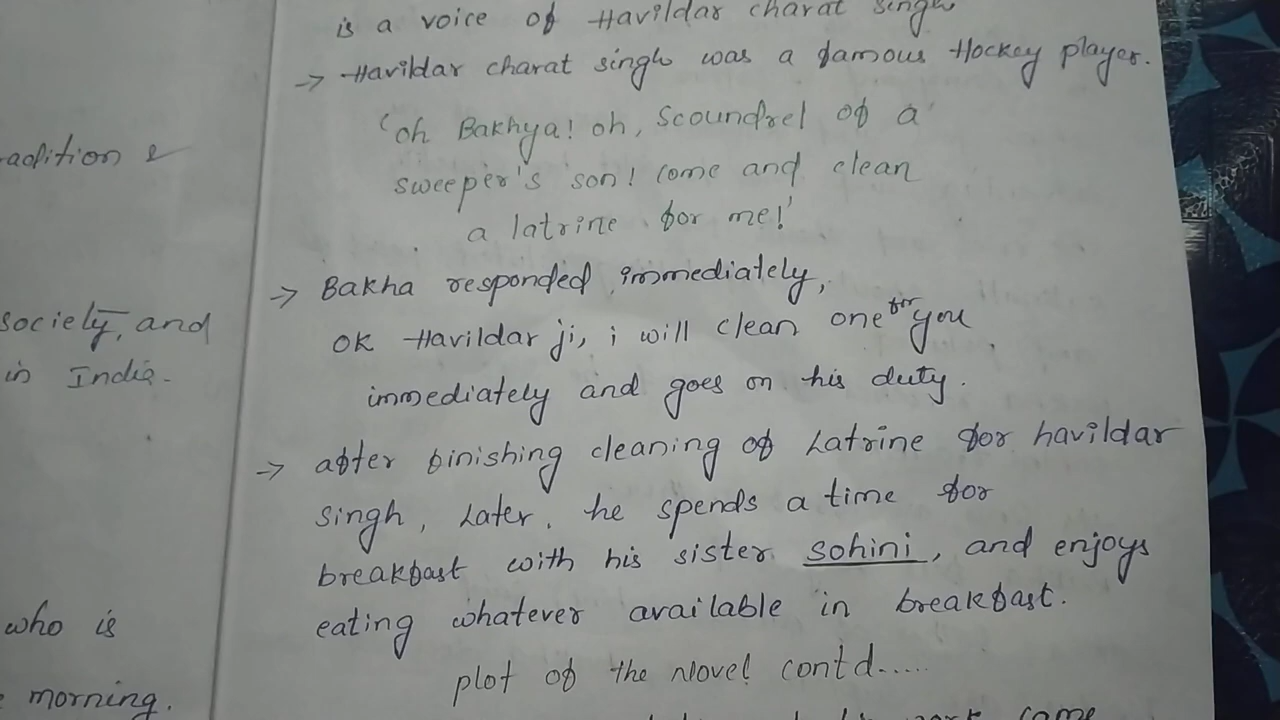 adition &
society, and
in India.
who is
morning.
is a voice of Havildar charat singh
→ Havildar charat singh was a famous Hockey player.
'oh Bakhya! oh, Scoundrel of a
sweeper's son! come and clean
a latrine for me!'
→ Bakha responded immediately,
OK Havildar ji, i will clean one for you
immediately and goes on his duty.
→ after finishing cleaning of Latrine for havildar
singh, Later, he spends a time for
breakfast with his sister sohini, and enjoys
eating whatever available in breakfast.
plot of the Novel contd.....
came